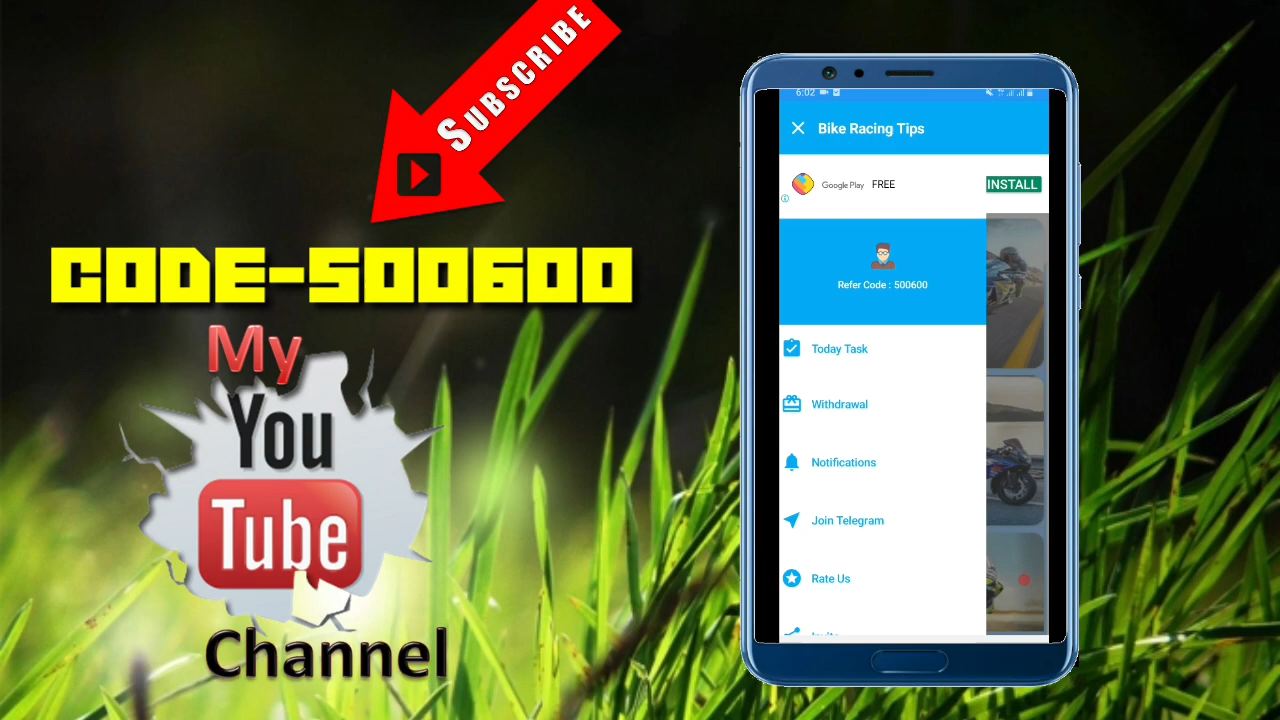 SUBSCRIBE
CODE-500600
My
You
Tube
Channel
6:02
Bike Racing Tips
Google Play FREE INSTALL
Refer Code : 500600
Today Task
Withdrawal
Notifications
Join Telegram
Rate Us